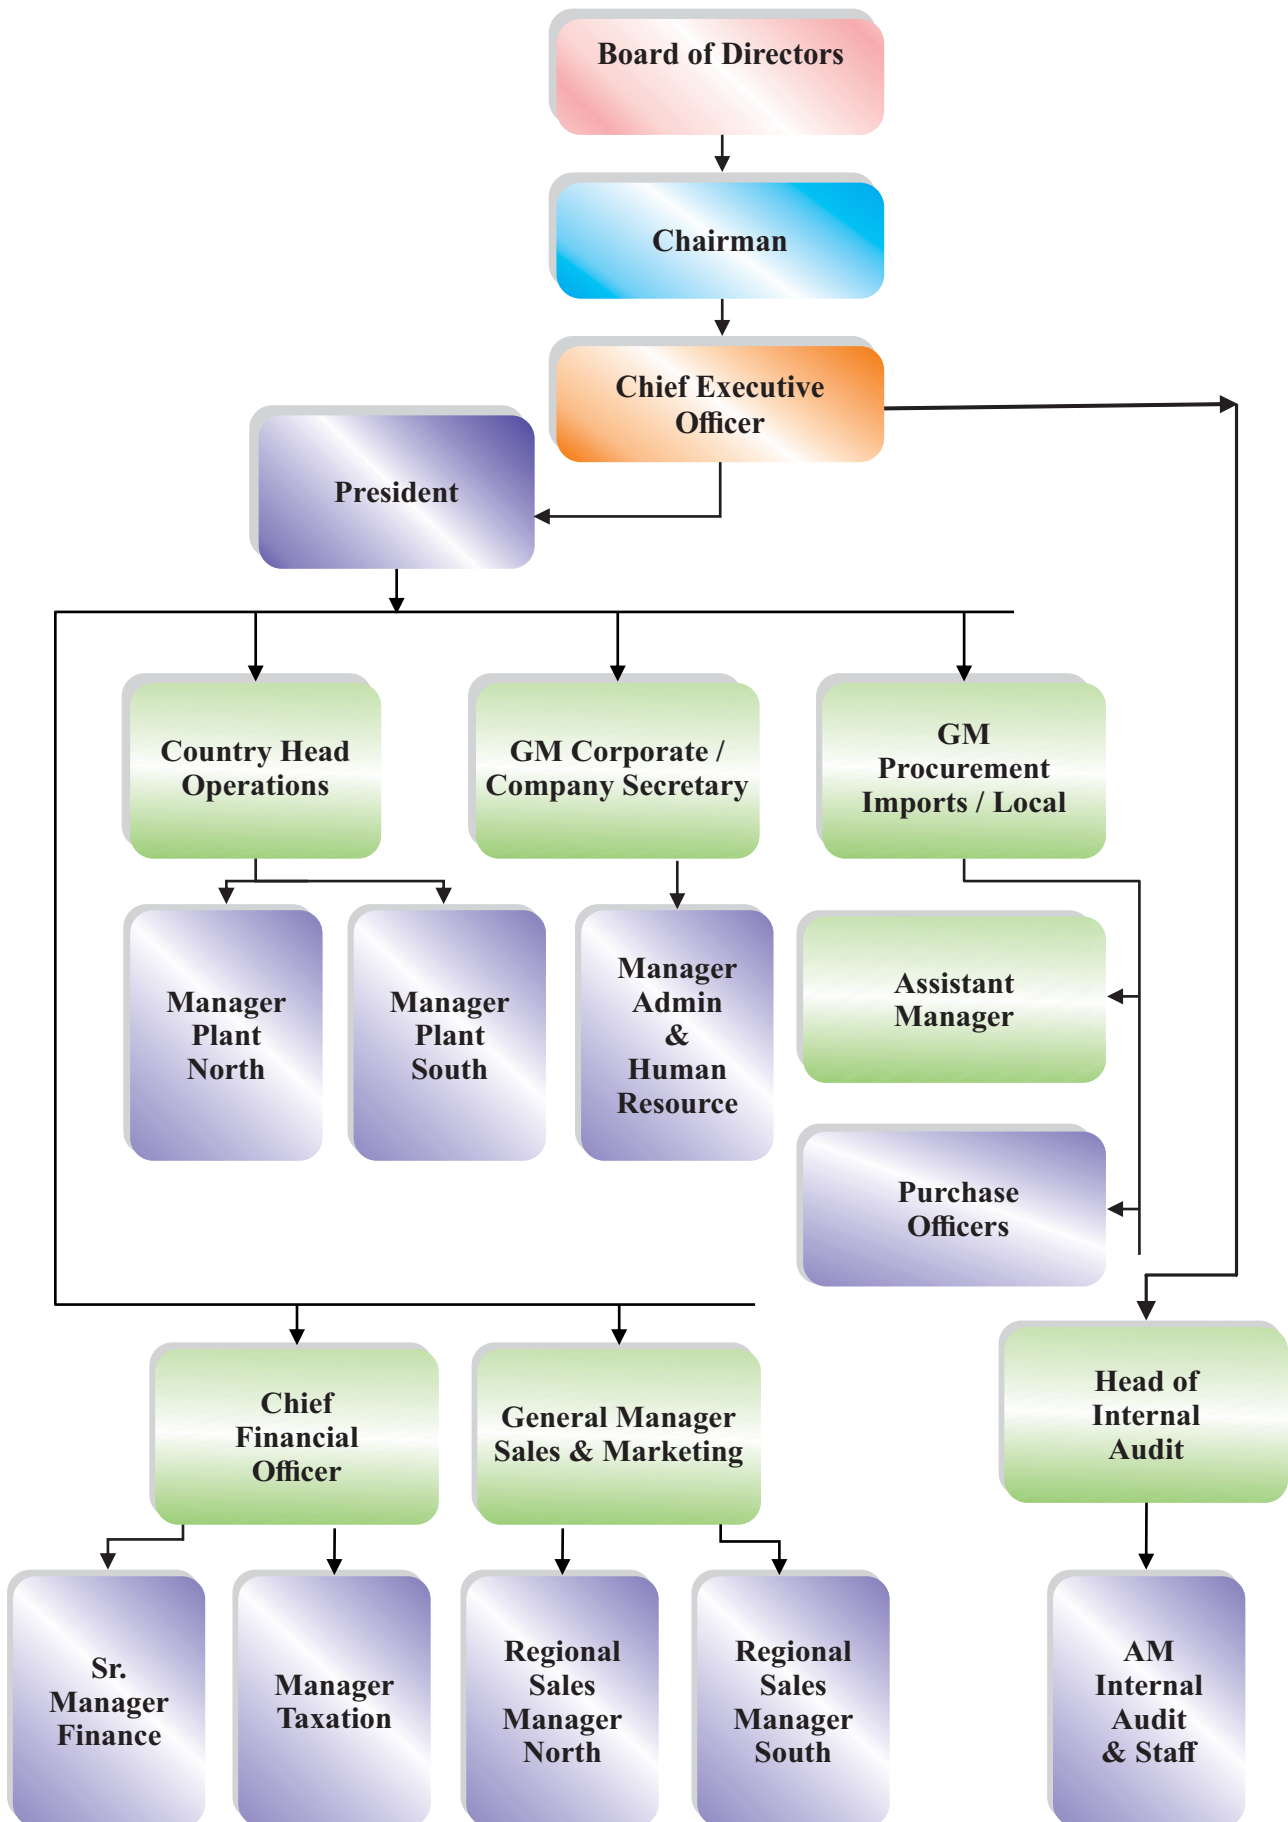 Board of Directors
Chairman
Chief Executive
Officer
President
Country Head
Operations
GM Corporate /
Company Secretary
GM
Procurement
Imports / Local
Manager
Plant
North
Manager
Plant
South
Manager
Admin
&
Human
Resource
Assistant
Manager
Purchase
Officers
Chief
Financial
Officer
General Manager
Sales & Marketing
Head of
Internal
Audit
Sr.
Manager
Finance
Manager
Taxation
Regional
Sales
Manager
North
Regional
Sales
Manager
South
AM
Internal
Audit
& Staff